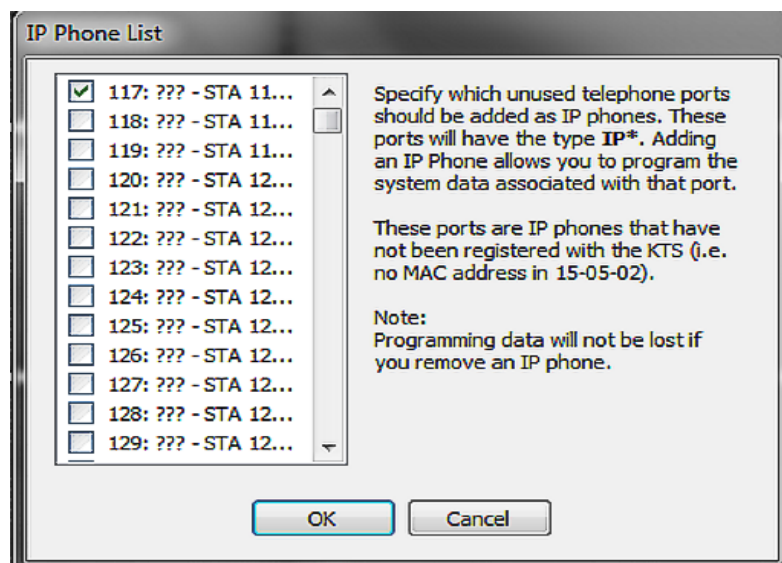 IP Phone List
117: ??? - STA 11...
118: ??? - STA 11...
119: ??? - STA 11...
120: ??? - STA 12...
121: ??? - STA 12...
122: ??? - STA 12...
123: ??? - STA 12...
124: ??? - STA 12...
125: ??? - STA 12...
126: ??? - STA 12...
127: ??? - STA 12...
128: ??? - STA 12...
129: ??? - STA 12...
Specify which unused telephone ports
should be added as IP phones. These
ports will have the type IP*. Adding
an IP Phone allows you to program the
system data associated with that port.
These ports are IP phones that have
not been registered with the KTS (i.e.
no MAC address in 15-05-02).
Note:
Programming data will not be lost if
you remove an IP phone.
OK
Cancel